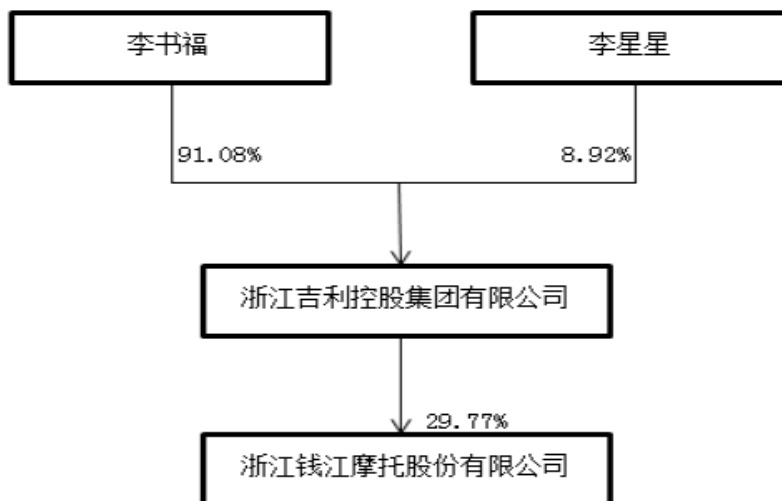 李书福
李星星
91.08%
8.92%
浙江吉利控股集团有限公司
29.77%
浙江钱江摩托股份有限公司